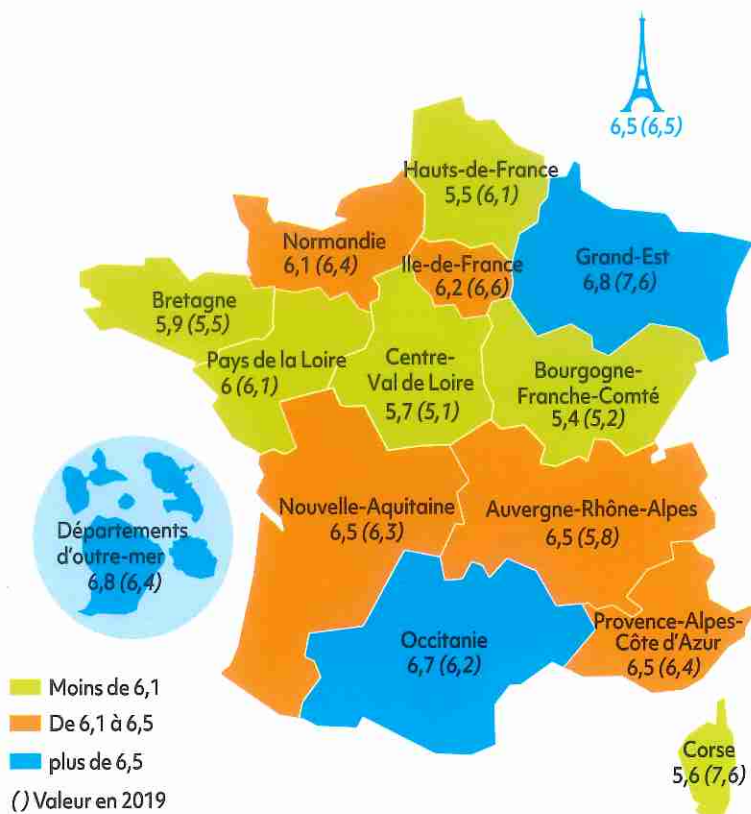 6,5 (6,5)
Hauts-de-France
5,5 (6,1)
Normandie
6,1 (6,4)
Ile-de-France
6,2 (6,6)
Grand-Est
6,8 (7,6)
Bretagne
5,9 (5,5)
Pays de la Loire
6 (6,1)
Centre-
Val de Loire
5,7 (5,1)
Bourgogne-
Franche-Comté
5,4 (5,2)
Nouvelle-Aquitaine
6,5 (6,3)
Auvergne-Rhône-Alpes
6,5 (5,8)
Départements
d'outre-mer
6,8 (6,4)
Occitanie
6,7 (6,2)
Provence-Alpes-
Côte d'Azur
6,5 (6,4)
Corse
5,6 (7,6)
Moins de 6,1
De 6,1 à 6,5
plus de 6,5
() Valeur en 2019